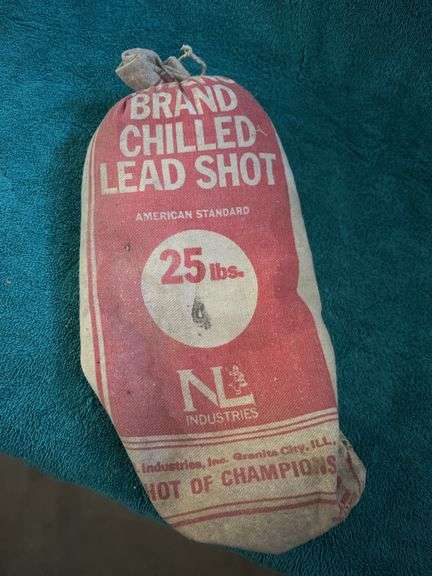 BRAND
CHILLED
LEAD SHOT
AMERICAN STANDARD
25 lbs.
NL
INDUSTRIES
Industries, Inc. Granite City, ILL.
HOT OF CHAMPIONS